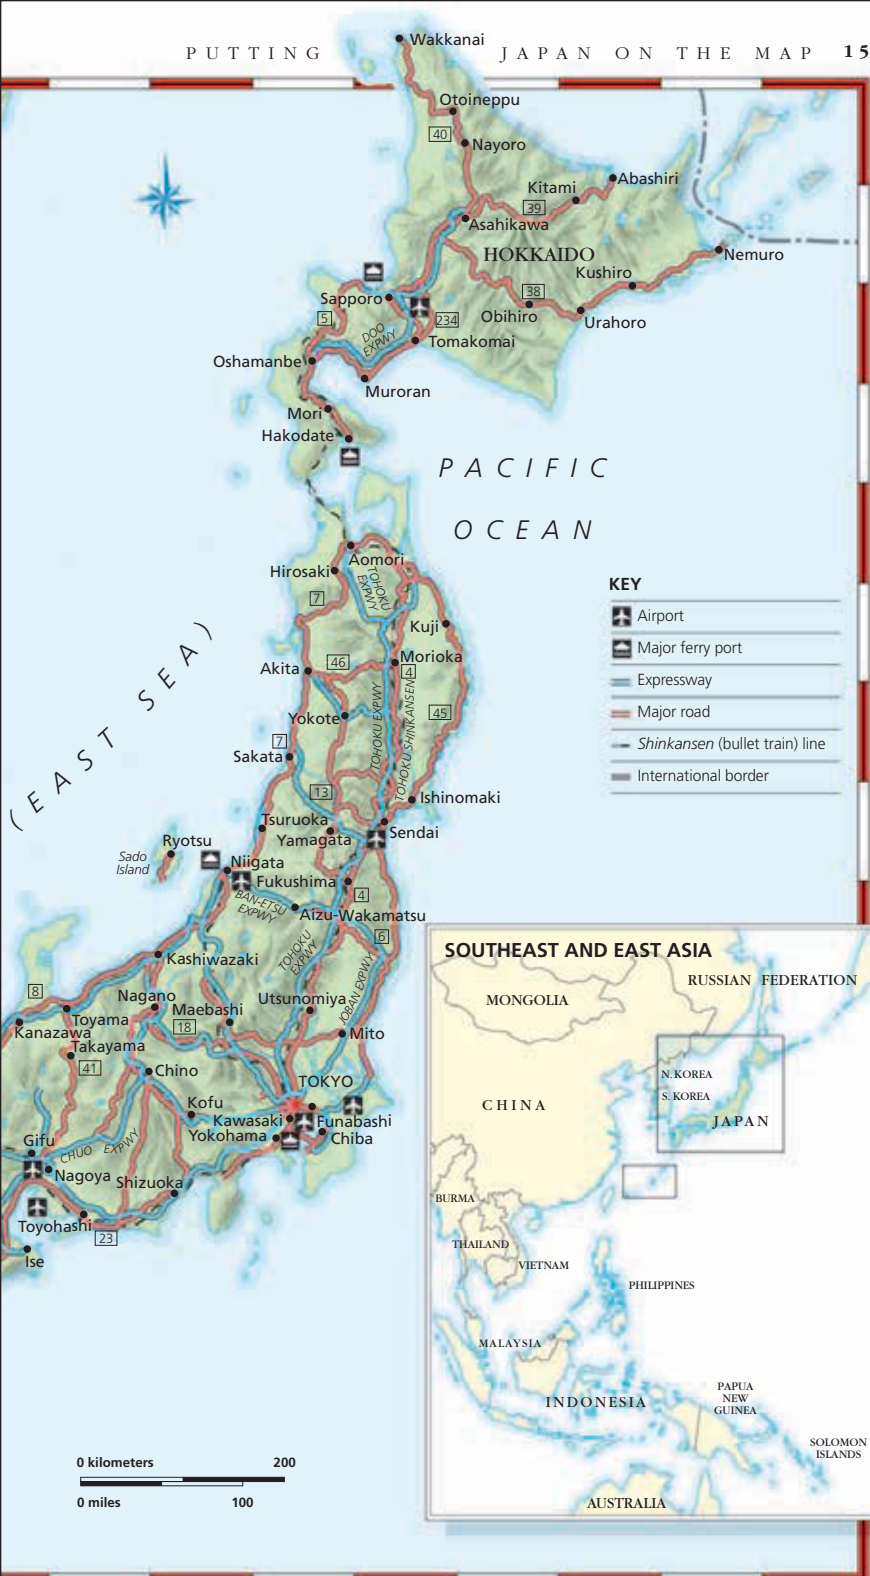 PUTTING JAPAN ON THE MAP 15
Wakkanai
Otoineppu
40
Nayoro
Abashiri
Kitami
39
Asahikawa
HOKKAIDO
Nemuro
Kushiro
Sapporo
38
5
234
Obihiro
Urahoro
DOO
EXPWY
Tomakomai
Oshamanbe
Muroran
Mori
Hakodate
PACIFIC
OCEAN
Aomori
Hirosaki
TOHOKU
EXPWY
7
KEY
Airport
Major ferry port
Expressway
Major road
Shinkansen (bullet train) line
International border
Kuji
(EAST SEA)
46
Morioka
4
Akita
TOHOKU EXPWY
TOHOKU SHINKANSEN
45
Yokote
7
Sakata
13
Ishinomaki
Tsuruoka
Yamagata
Sendai
Ryotsu
Sado
Island
Niigata
Fukushima
4
BAN-ETSU
EXPWY
Aizu-Wakamatsu
6
TOHOKU
EXPWY
Kashiwazaki
JOBAN EXPWY
8
Nagano
Maebashi
Utsunomiya
Toyama
18
Kanazawa
Mito
Takayama
41
Chino
TOKYO
Kofu
Kawasaki
Funabashi
Yokohama
Chiba
Gifu
CHUO EXPWY
Nagoya
Shizuoka
Toyohashi
23
Ise
0 kilometers 200
0 miles 100
SOUTHEAST AND EAST ASIA
RUSSIAN FEDERATION
MONGOLIA
N. KOREA
S. KOREA
CHINA
JAPAN
BURMA
THAILAND
VIETNAM
PHILIPPINES
MALAYSIA
INDONESIA
PAPUA
NEW
GUINEA
SOLOMON
ISLANDS
AUSTRALIA